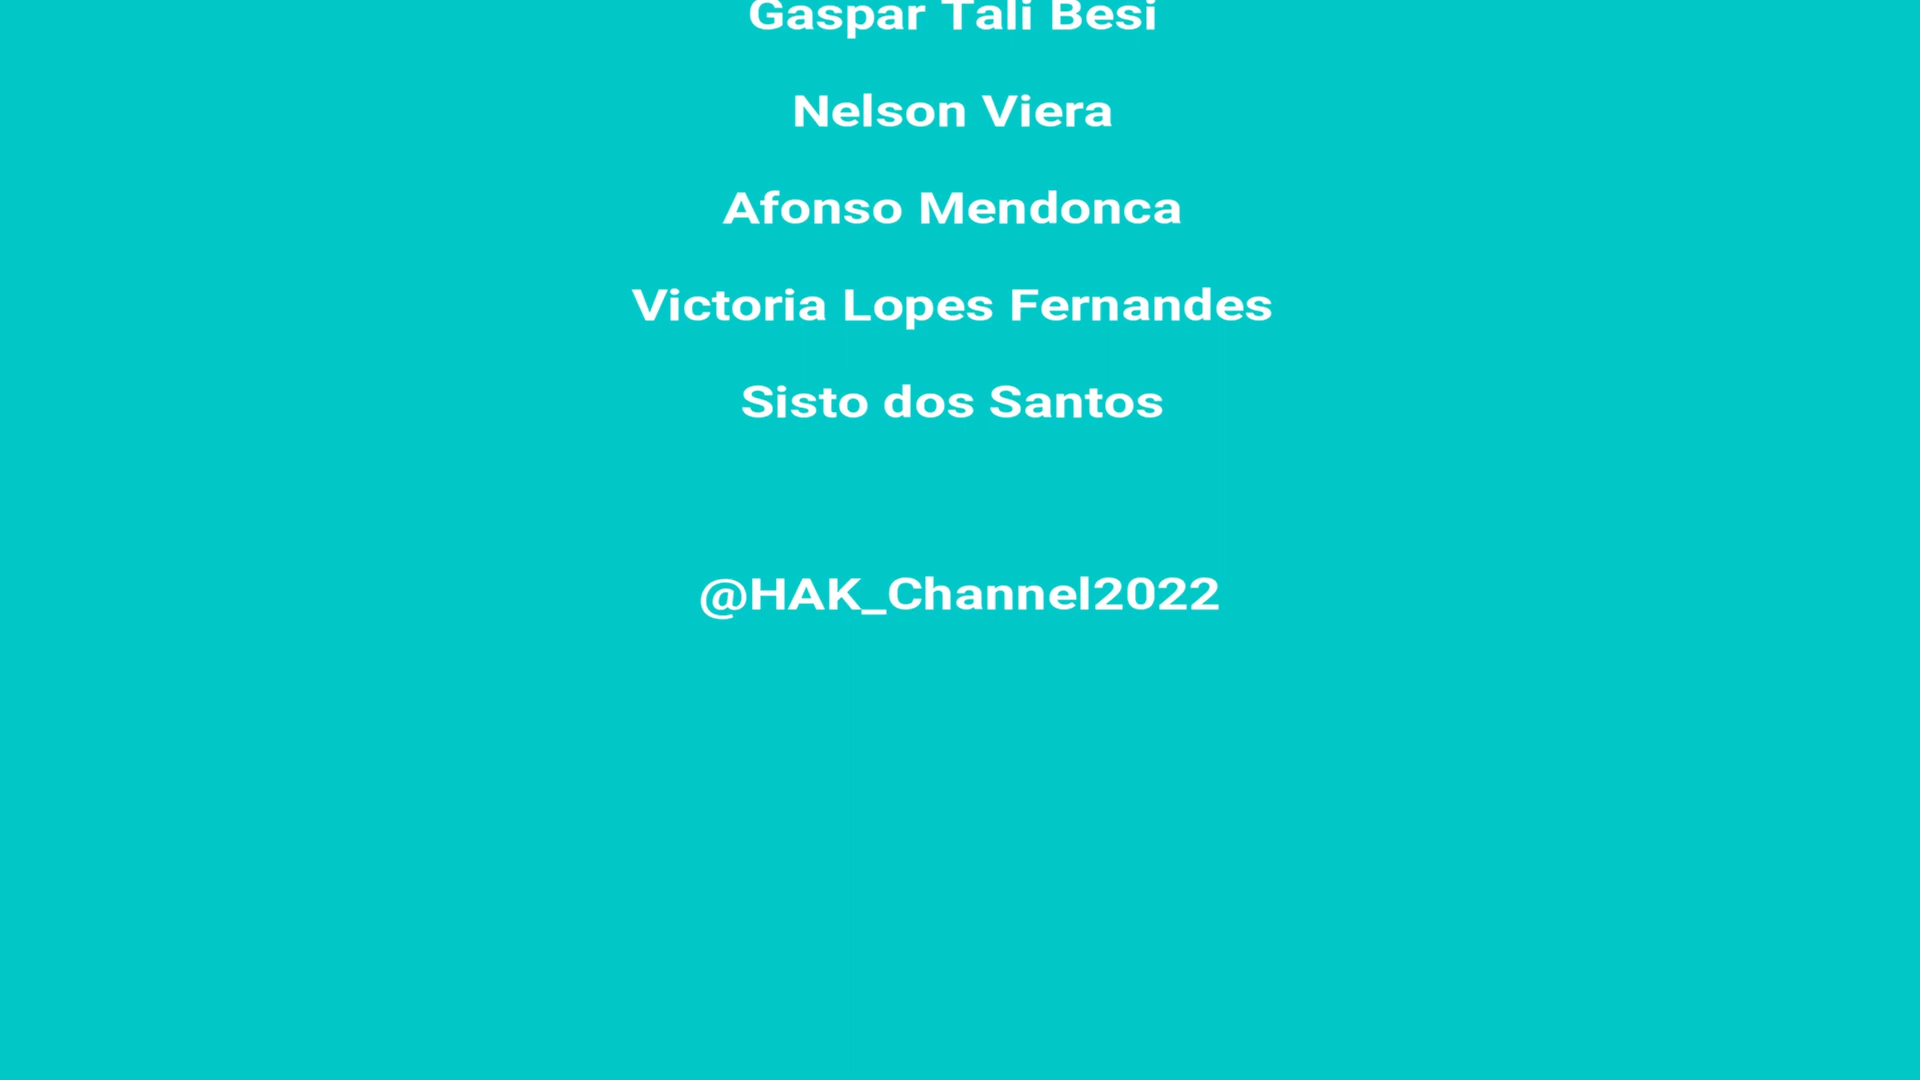 Gaspar Tali Besi
Nelson Viera
Afonso Mendonca
Victoria Lopes Fernandes
Sisto dos Santos
@HAK_Channel2022